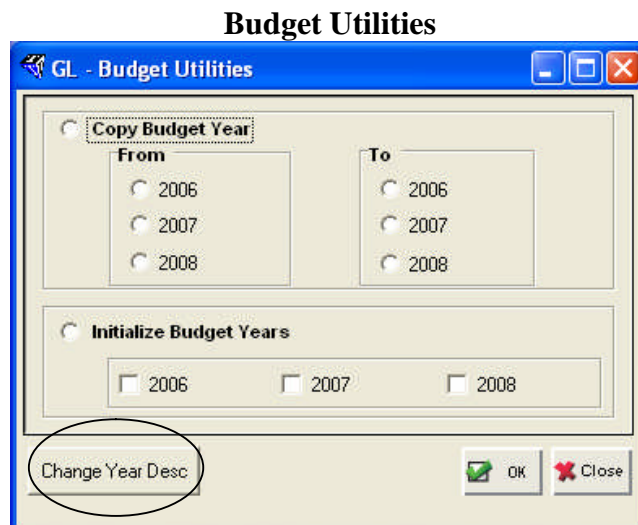 Budget Utilities
GL - Budget Utilities
Copy Budget Year
From To
2006 2006
2007 2007
2008 2008
Initialize Budget Years
2006 2007 2008
Change Year Desc OK Close